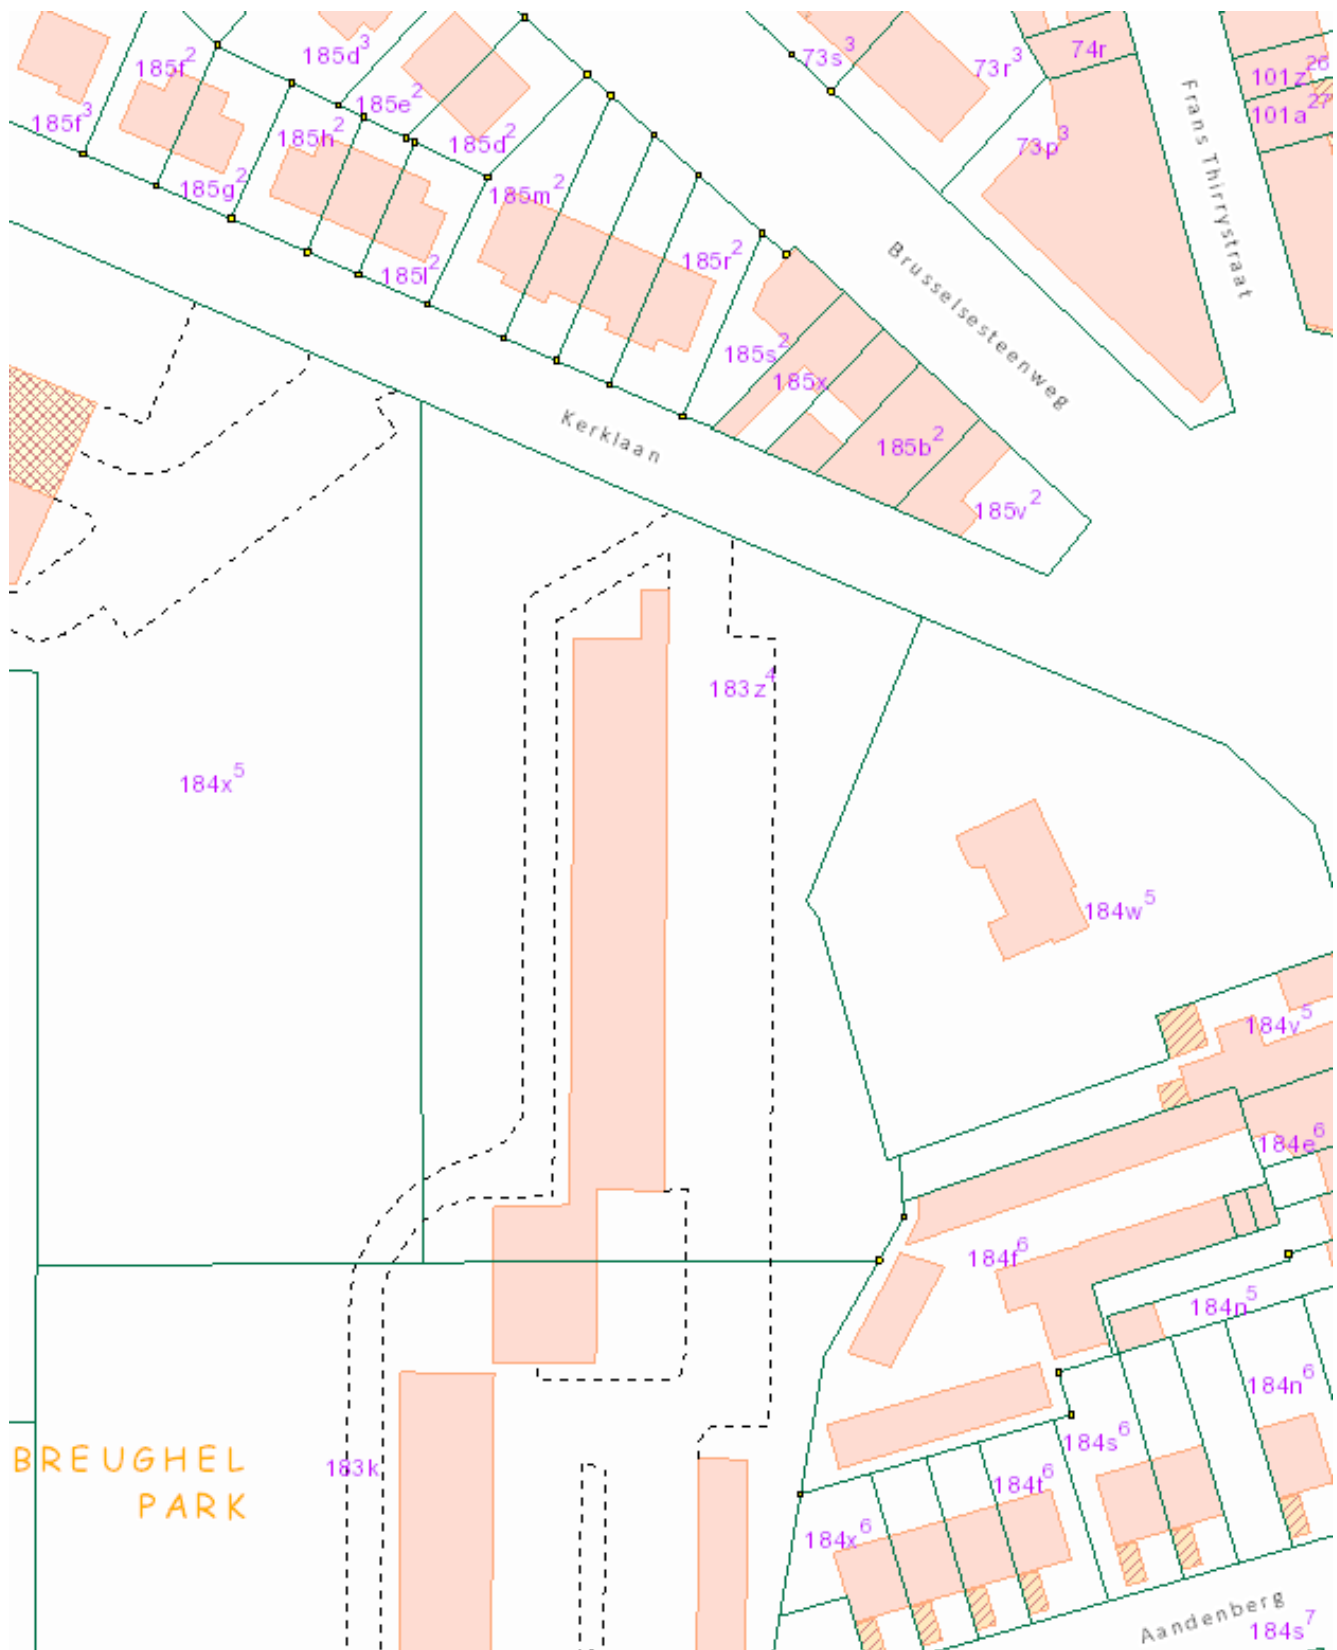 185d³
73s³
74r
185f²
73r³
101z²⁶
185e²
101a²⁷
185f³
185h²
185d²
73p³
Frans Thirrystraat
185g²
185m²
185l²
185r²
Brusselsesteenweg
185s²
185x
Kerklaan
185b²
185v²
183z⁴
184x⁵
184w⁵
184v⁵
184e⁶
184f⁶
184n⁵
184n⁶
184s⁶
BREUGHEL
PARK
183k
184t⁶
184x⁶
Aandenberg
184s⁷